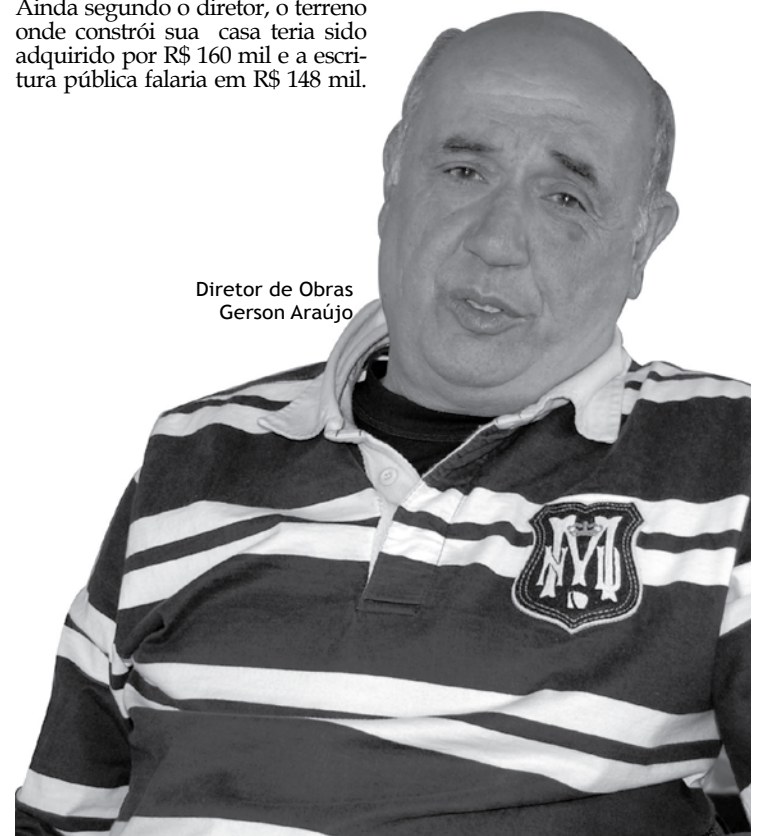 Ainda segundo o diretor, o terreno
onde constrói sua casa teria sido
adquirido por R$ 160 mil e a escri-
tura pública falaria em R$ 148 mil.
Diretor de Obras
Gerson Araújo